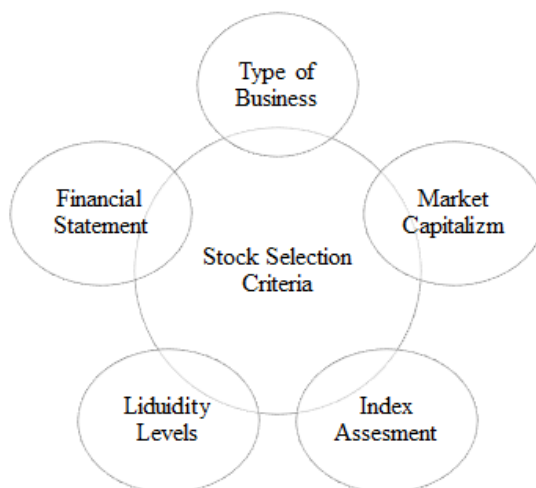 Type of
Business
Financial
Statement
Market
Capitalizm
Stock Selection
Criteria
Liduidity
Levels
Index
Assesment